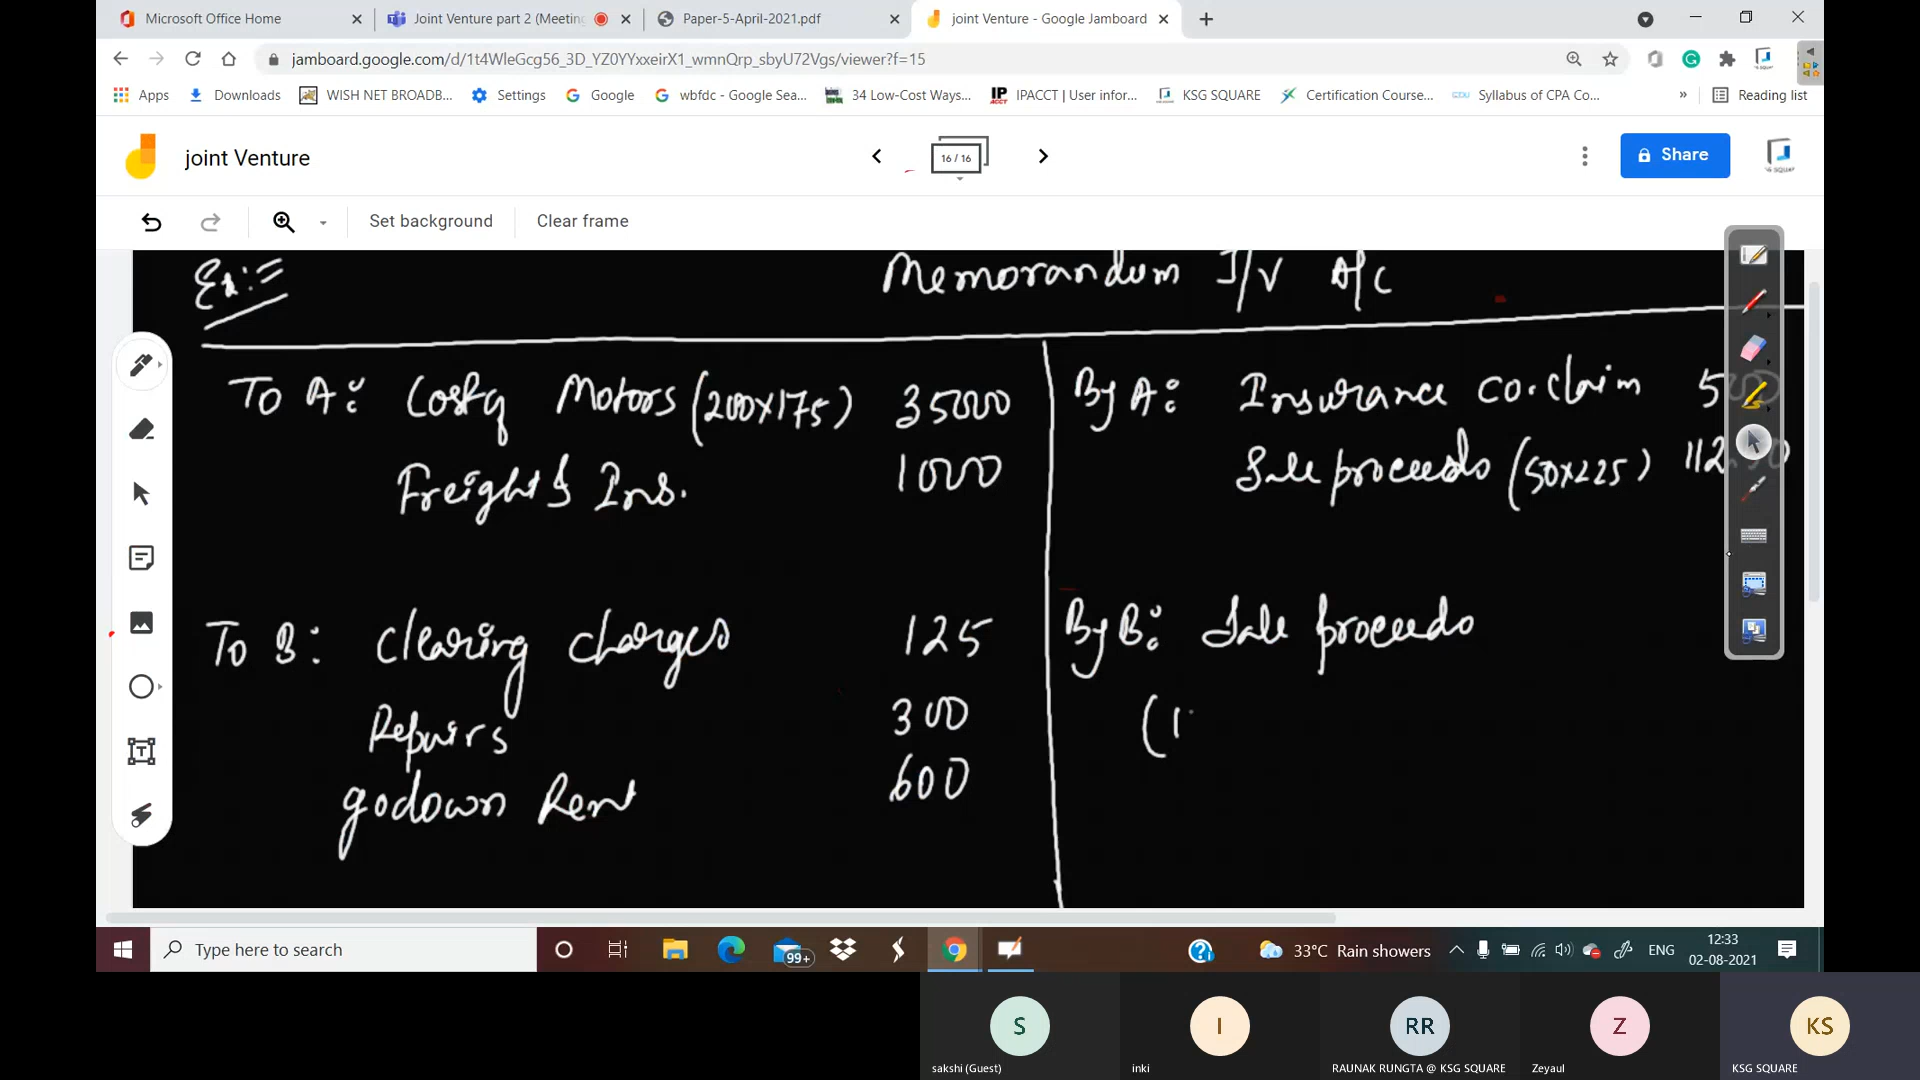 Microsoft Office Home
Joint Venture part 2 (Meetin
Paper-5-April-2021.pdf
joint Venture - Google Jamboard
jamboard.google.com/d/1t4WleGcg56_3D_YZ0YYxxeirX1_wmnQrp_sbyU72Vgs/viewer?f=15
Apps
Downloads
WISH NET BROADB...
Settings
Google
wbfdc - Google Sea...
34 Low-Cost Ways...
IPACCT | User infor...
KSG SQUARE
Certification Course...
Syllabus of CPA Co...
»
Reading list
joint Venture
16 / 16
Share
Set background
Clear frame
Ex:=
Memorandum J/V A/C
To A: Cost of Motors (200x175) 35000
By A: Insurance co. claim
Freight & Ins. 1000
Sale proceeds (50x225)
To B: Clearing charges 125
By B: Sale proceeds
Repairs 300
(1
godown Rent 600
Type here to search
99+
33°C Rain showers
ENG
12:33
02-08-2021
S
I
RR
Z
KS
sakshi (Guest)
inki
RAUNAK RUNGTA @ KSG SQUARE
Zeyaul
KSG SQUARE